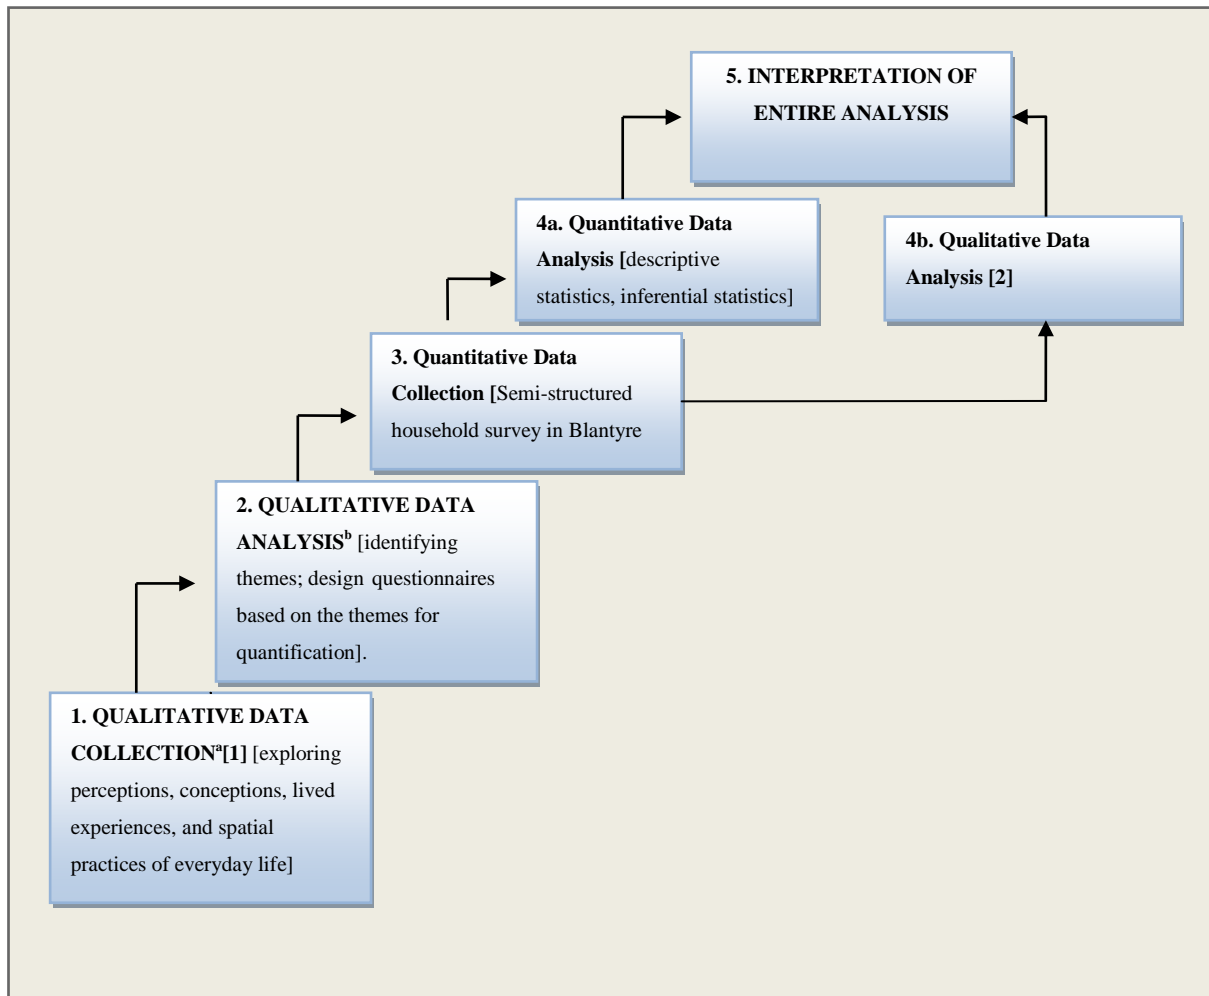 5. INTERPRETATION OF
ENTIRE ANALYSIS
4a. Quantitative Data
Analysis [descriptive
statistics, inferential statistics]
4b. Qualitative Data
Analysis [2]
3. Quantitative Data
Collection [Semi-structured
household survey in Blantyre
2. QUALITATIVE DATA
ANALYSISᵇ [identifying
themes; design questionnaires
based on the themes for
quantification].
1. QUALITATIVE DATA
COLLECTIONᵃ[1] [exploring
perceptions, conceptions, lived
experiences, and spatial
practices of everyday life]